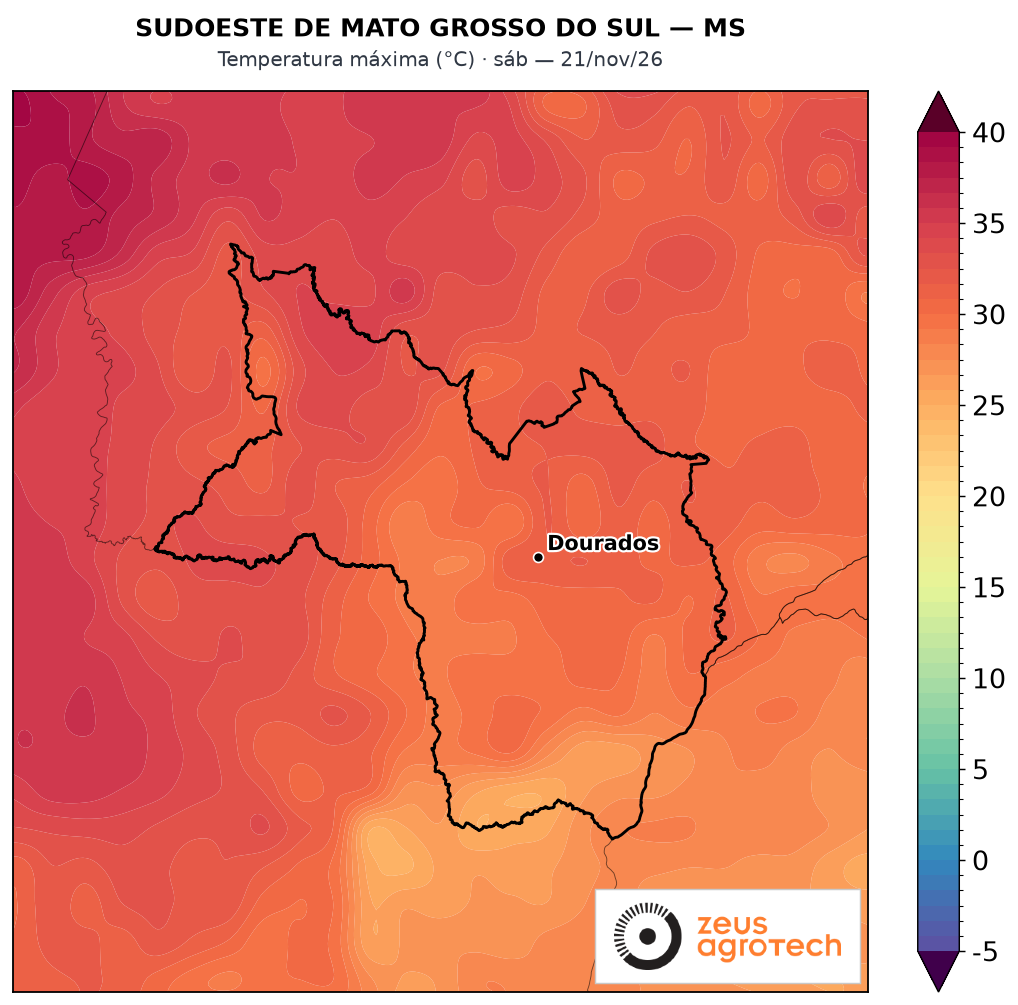 SUDOESTE DE MATO GROSSO DO SUL — MS
Temperatura máxima (°C) · sáb — 21/nov/26
40
35
30
25
20
15
10
5
0
-5
Dourados
zeus
agrotech